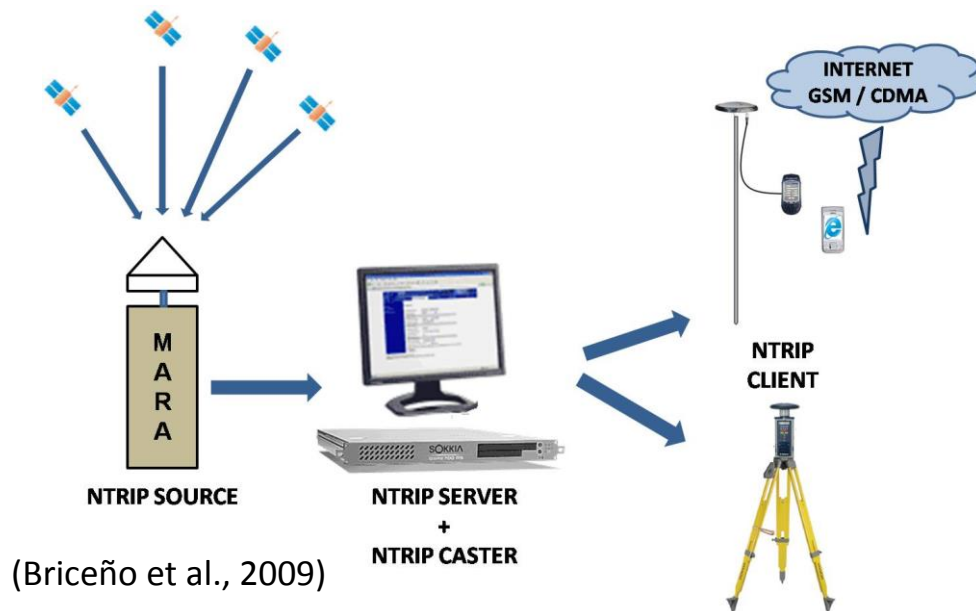 INTERNET
GSM / CDMA
M
A
R
A
NTRIP SOURCE
SOKKIA
NTRIP SERVER
+
NTRIP CASTER
NTRIP
CLIENT
(Briceño et al., 2009)